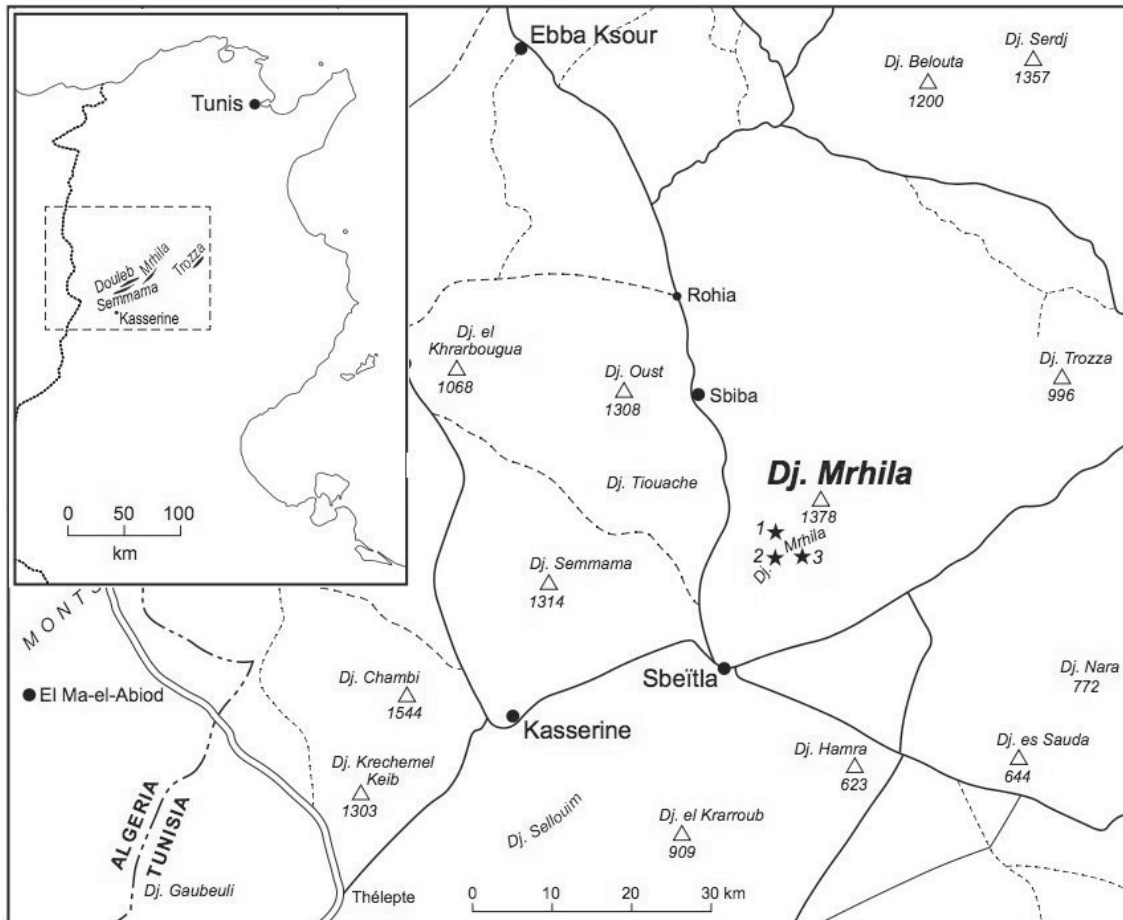 Tunis
Douleb
Mrhila
Trozza
Semmama
Kasserine
0 50 100
km
Ebba Ksour
Dj. Belouta
1200
Dj. Serdj
1357
Rohia
Dj. el
Khrarbougua
1068
Dj. Oust
1308
Sbiba
Dj. Trozza
996
Dj. Tiouache
Dj. Mrhila
1378
1
2
3
Dj. Mrhila
Dj. Semmama
1314
MONTS
El Ma-el-Abiod
Dj. Chambi
1544
Kasserine
Sbeïtla
Dj. Nara
772
Dj. Krechemel
Keib
1303
Dj. Hamra
623
Dj. es Sauda
644
ALGERIA
TUNISIA
Dj. Sellouim
Dj. el Krarroub
909
Dj. Gaubeuli
Thélepte
0 10 20 30 km